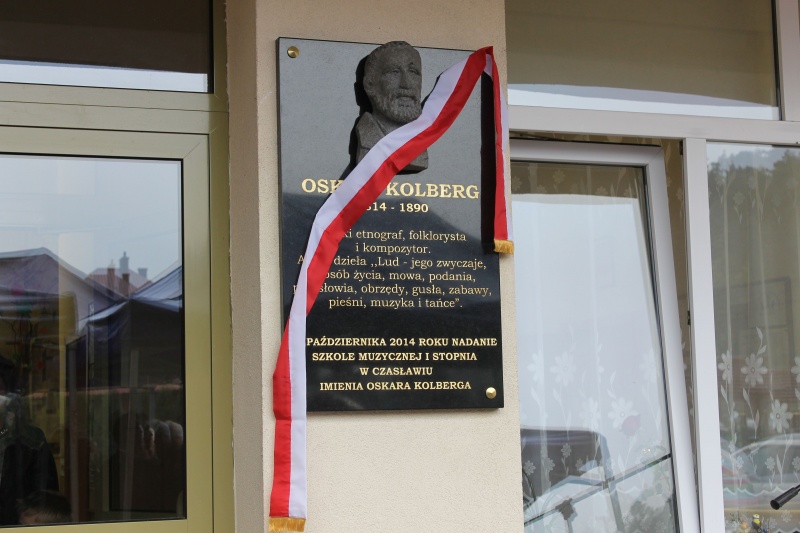 KOLBERG
1890
etnograf, folklorysta
i kompozytor.
dzieła ,,Lud - jego zwyczaje,
życia, mowa, podania,
obrzędy, gusła, zabawy,
pieśni, muzyka i tańce".
PAŹDZIERNIKA 2014 ROKU NADANIE
SZKOLE MUZYCZNEJ I STOPNIA
W CZASŁAWIU
IMIENIA OSKARA KOLBERGA